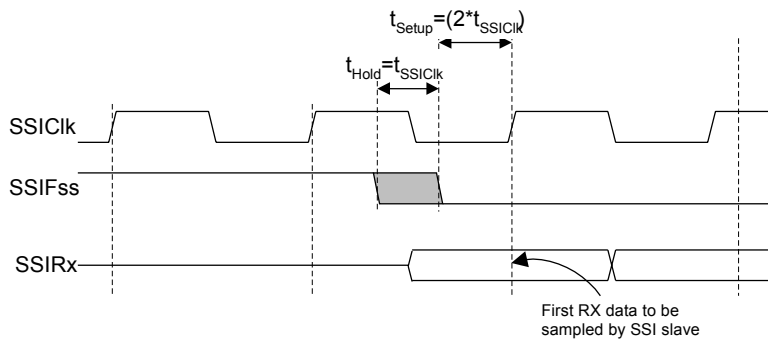 tSetup=(2*tSSIClk)
tHold=tSSIClk
SSIClk
SSIFss
SSIRx
First RX data to be
sampled by SSI slave